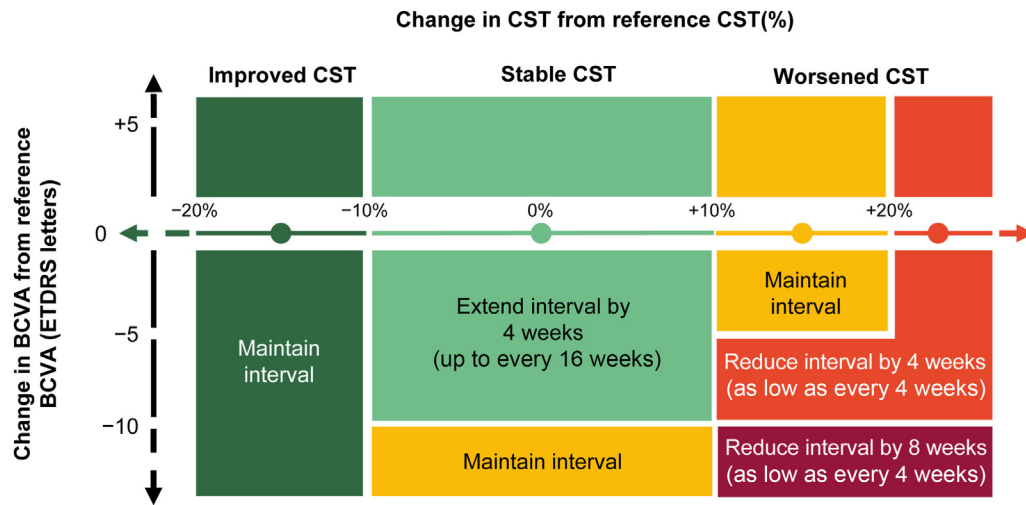 Change in CST from reference CST(%)
Improved CST
Stable CST
Worsened CST
Change in BCVA from reference
BCVA (ETDRS letters)
+5
−20%
−10%
0%
+10%
+20%
0
Maintain
interval
Extend interval by
4 weeks
(up to every 16 weeks)
Maintain
interval
−5
Reduce interval by 4 weeks
(as low as every 4 weeks)
−10
Maintain interval
Reduce interval by 8 weeks
(as low as every 4 weeks)